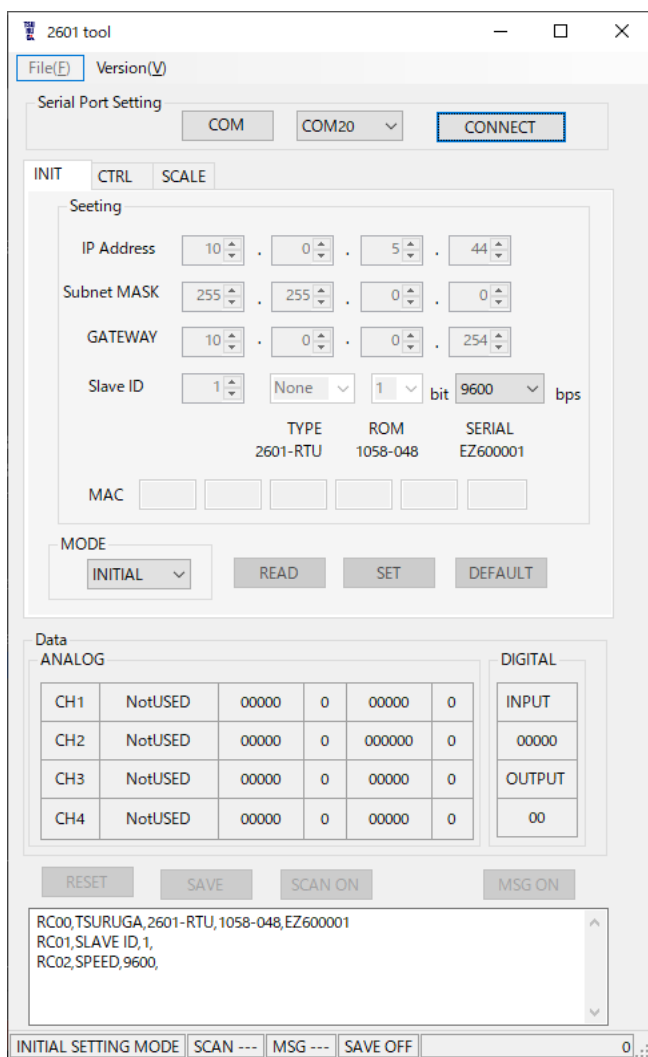 2601 tool
File(F) Version(V)
Serial Port Setting
COM COM20 CONNECT
INIT CTRL SCALE
Seeting
IP Address 10 . 0 . 5 . 44
Subnet MASK 255 . 255 . 0 . 0
GATEWAY 10 . 0 . 0 . 254
Slave ID 1 None 1 bit 9600 bps
TYPE ROM SERIAL
2601-RTU 1058-048 EZ600001
MAC
MODE
INITIAL READ SET DEFAULT
Data
ANALOG DIGITAL
CH1 NotUSED 00000 0 00000 0 INPUT
CH2 NotUSED 00000 0 000000 0 00000
CH3 NotUSED 00000 0 00000 0 OUTPUT
CH4 NotUSED 00000 0 00000 0 00
RESET SAVE SCAN ON MSG ON
RC00,TSURUGA,2601-RTU,1058-048,EZ600001
RC01,SLAVE ID,1,
RC02,SPEED,9600,
INITIAL SETTING MODE SCAN --- MSG --- SAVE OFF 0